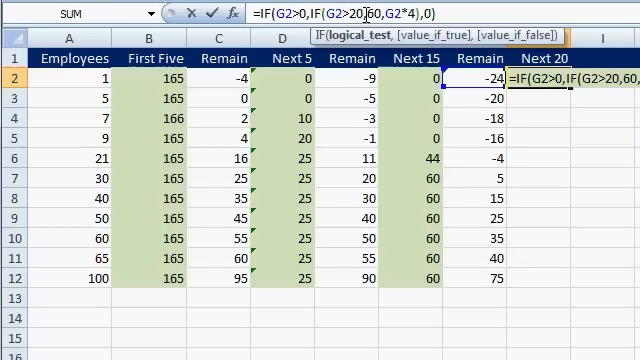 SUM =IF(G2>0,IF(G2>20,60,G2*4),0)
IF(logical_test, [value_if_true], [value_if_false])
A B C D E F G H I
1 Employees First Five Remain Next 5 Remain Next 15 Remain Next 20
2 1 165 -4 0 -9 0 -24 =IF(G2>0,IF(G2>20,60,
3 5 165 0 0 -5 0 -20
4 7 166 2 10 -3 0 -18
5 9 165 4 20 -1 0 -16
6 21 165 16 25 11 44 -4
7 30 165 25 25 20 60 5
8 40 165 35 25 30 60 15
9 50 165 45 25 40 60 25
10 60 165 55 25 50 60 35
11 65 165 60 25 55 60 40
12 100 165 95 25 90 60 75
13
14
15
16